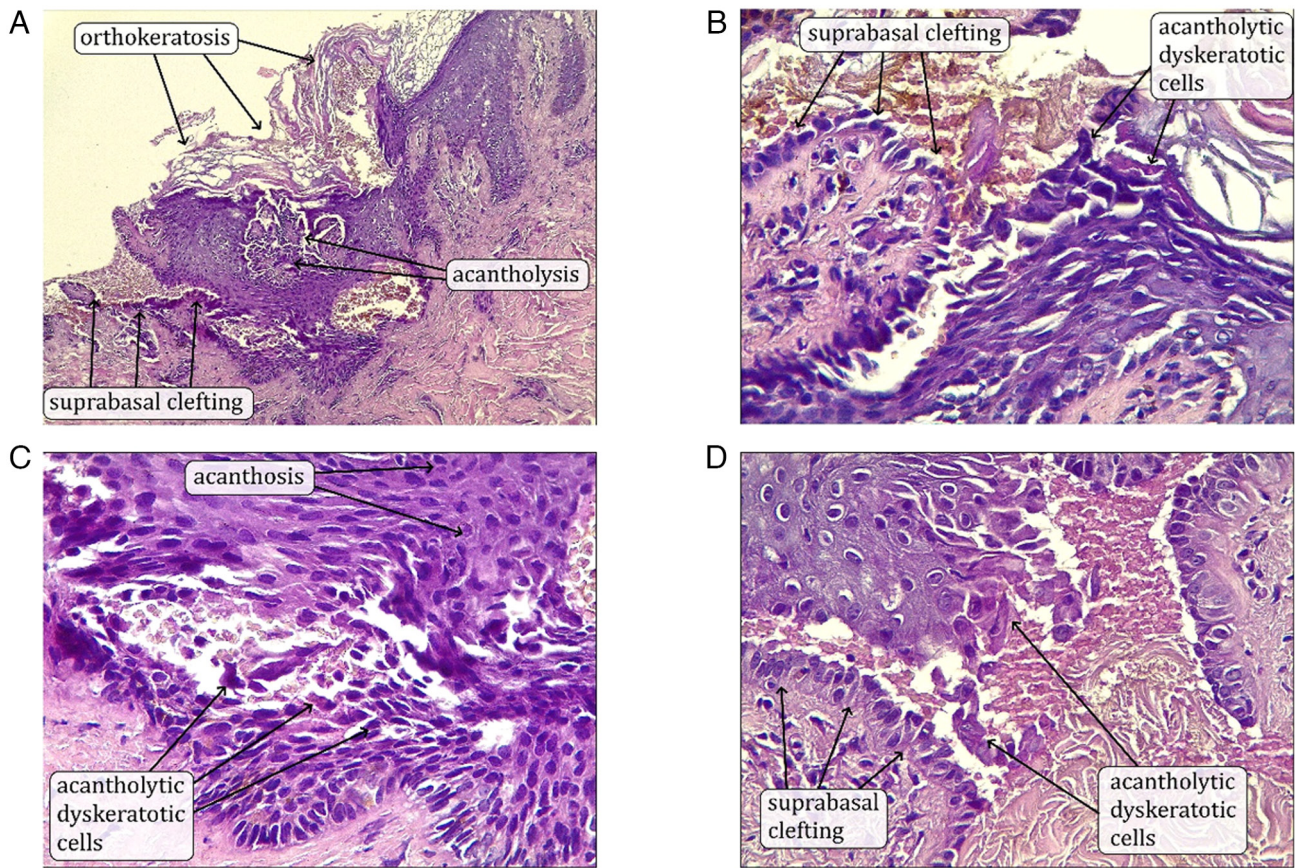 A
orthokeratosis
acantholysis
suprabasal clefting
B
suprabasal clefting
acantholytic
dyskeratotic
cells
C
acanthosis
acantholytic
dyskeratotic
cells
D
suprabasal
clefting
acantholytic
dyskeratotic
cells